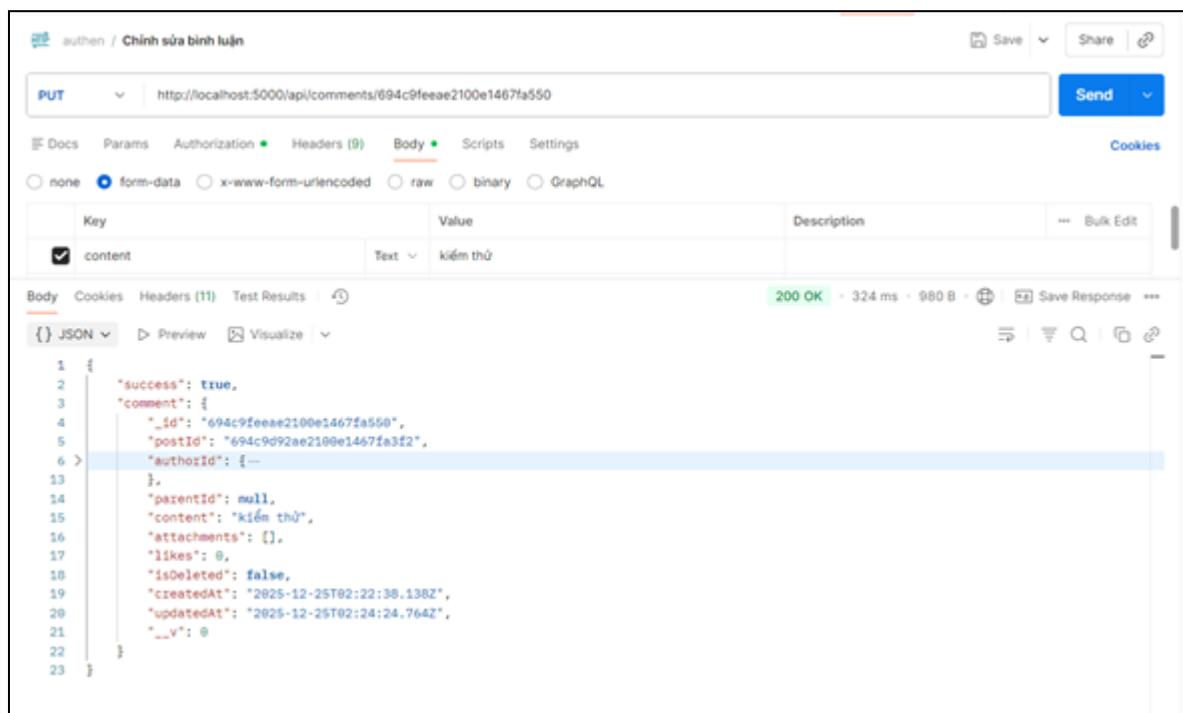 authen / Chỉnh sửa bình luận Save Share
PUT http://localhost:5000/api/comments/694c9feeae2100e1467fa550 Send
Docs Params Authorization Headers (9) Body Scripts Settings Cookies
none form-data x-www-form-urlencoded raw binary GraphQL
Key Value Description ... Bulk Edit
content Text kiểm thử
Body Cookies Headers (11) Test Results 200 OK • 324 ms • 980 B • Save Response ...
{} JSON Preview Visualize
1 {
2 "success": true,
3 "comment": {
4 "_id": "694c9feeae2100e1467fa550",
5 "postId": "694c9d92ae2100e1467fa3f2",
6 "authorId": {...
13 },
14 "parentId": null,
15 "content": "kiểm thử",
16 "attachments": [],
17 "likes": 0,
18 "isDeleted": false,
19 "createdAt": "2025-12-25T02:22:38.138Z",
20 "updatedAt": "2025-12-25T02:24:24.764Z",
21 "__v": 0
22 }
23 }